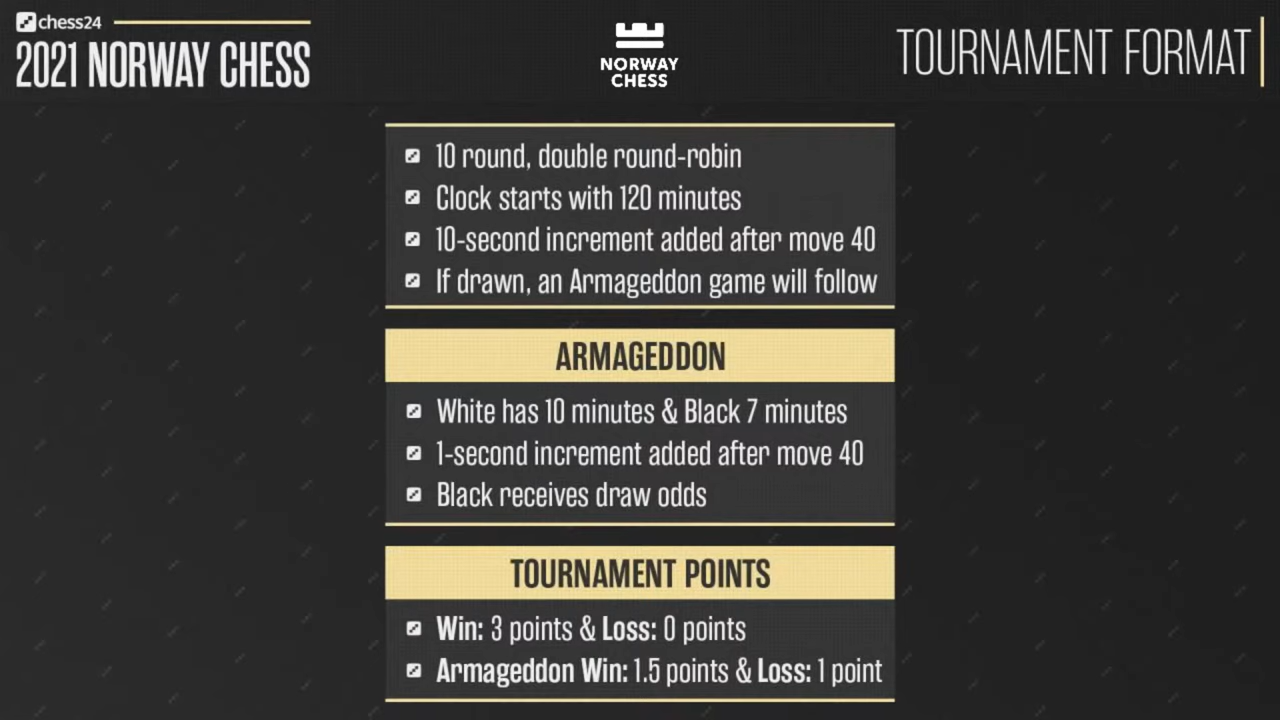 chess24
2021 NORWAY CHESS
NORWAY
CHESS
TOURNAMENT FORMAT
10 round, double round-robin
Clock starts with 120 minutes
10-second increment added after move 40
If drawn, an Armageddon game will follow
ARMAGEDDON
White has 10 minutes & Black 7 minutes
1-second increment added after move 40
Black receives draw odds
TOURNAMENT POINTS
Win: 3 points & Loss: 0 points
Armageddon Win: 1.5 points & Loss: 1 point